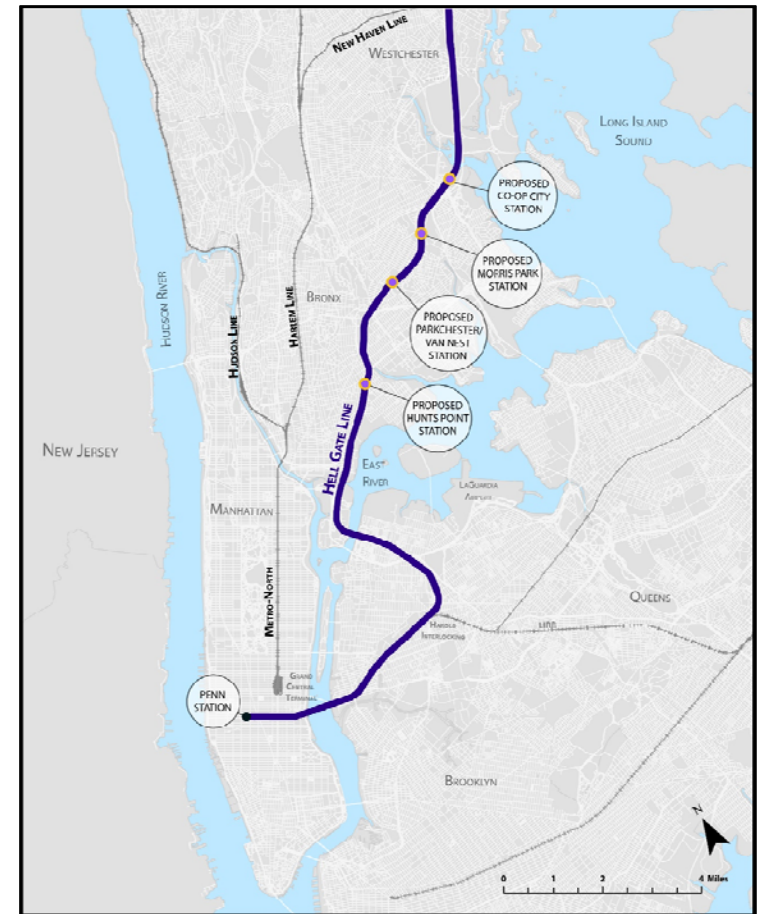 NEW HAVEN LINE
WESTCHESTER
LONG ISLAND
SOUND
PROPOSED
CO-OP CITY
STATION
PROPOSED
MORRIS PARK
STATION
HUDSON RIVER
HUDSON LINE
HARLEM LINE
BRONX
PROPOSED
PARKCHESTER/
VAN NEST
STATION
PROPOSED
HUNTS POINT
STATION
NEW JERSEY
HELL GATE LINE
EAST
RIVER
LAGUARDIA
AIRPORT
MANHATTAN
METRO-NORTH
QUEENS
HAROLD
INTERLOCKING
LIRR
GRAND
CENTRAL
TERMINAL
PENN
STATION
BROOKLYN
N
0 1 2 4 Miles